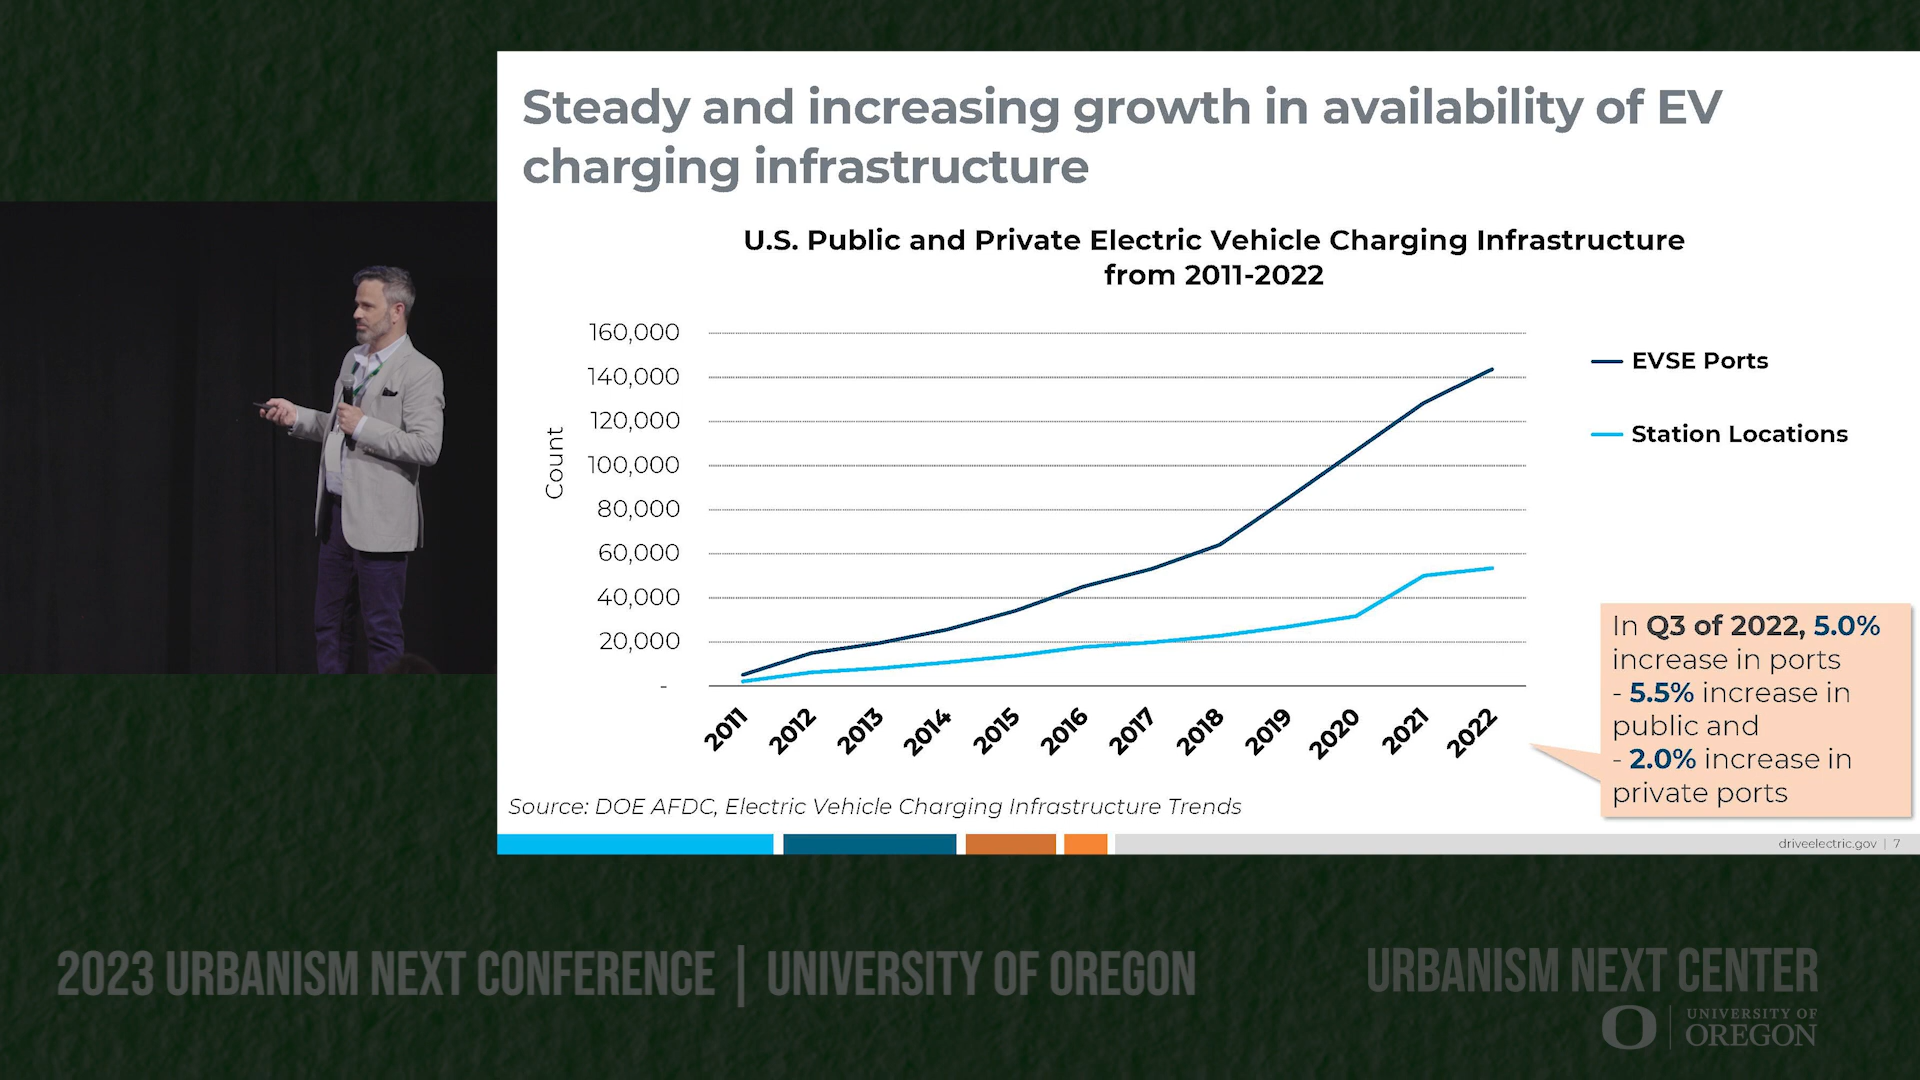 Steady and increasing growth in availability of EV
charging infrastructure
U.S. Public and Private Electric Vehicle Charging Infrastructure
from 2011-2022
160,000
140,000
120,000
100,000
80,000
60,000
40,000
20,000
-
Count
2011
2012
2013
2014
2015
2016
2017
2018
2019
2020
2021
2022
EVSE Ports
Station Locations
In Q3 of 2022, 5.0%
increase in ports
- 5.5% increase in
public and
- 2.0% increase in
private ports
Source: DOE AFDC, Electric Vehicle Charging Infrastructure Trends
driveelectric.gov | 7
2023 URBANISM NEXT CONFERENCE | UNIVERSITY OF OREGON
URBANISM NEXT CENTER
O | UNIVERSITY OF
OREGON